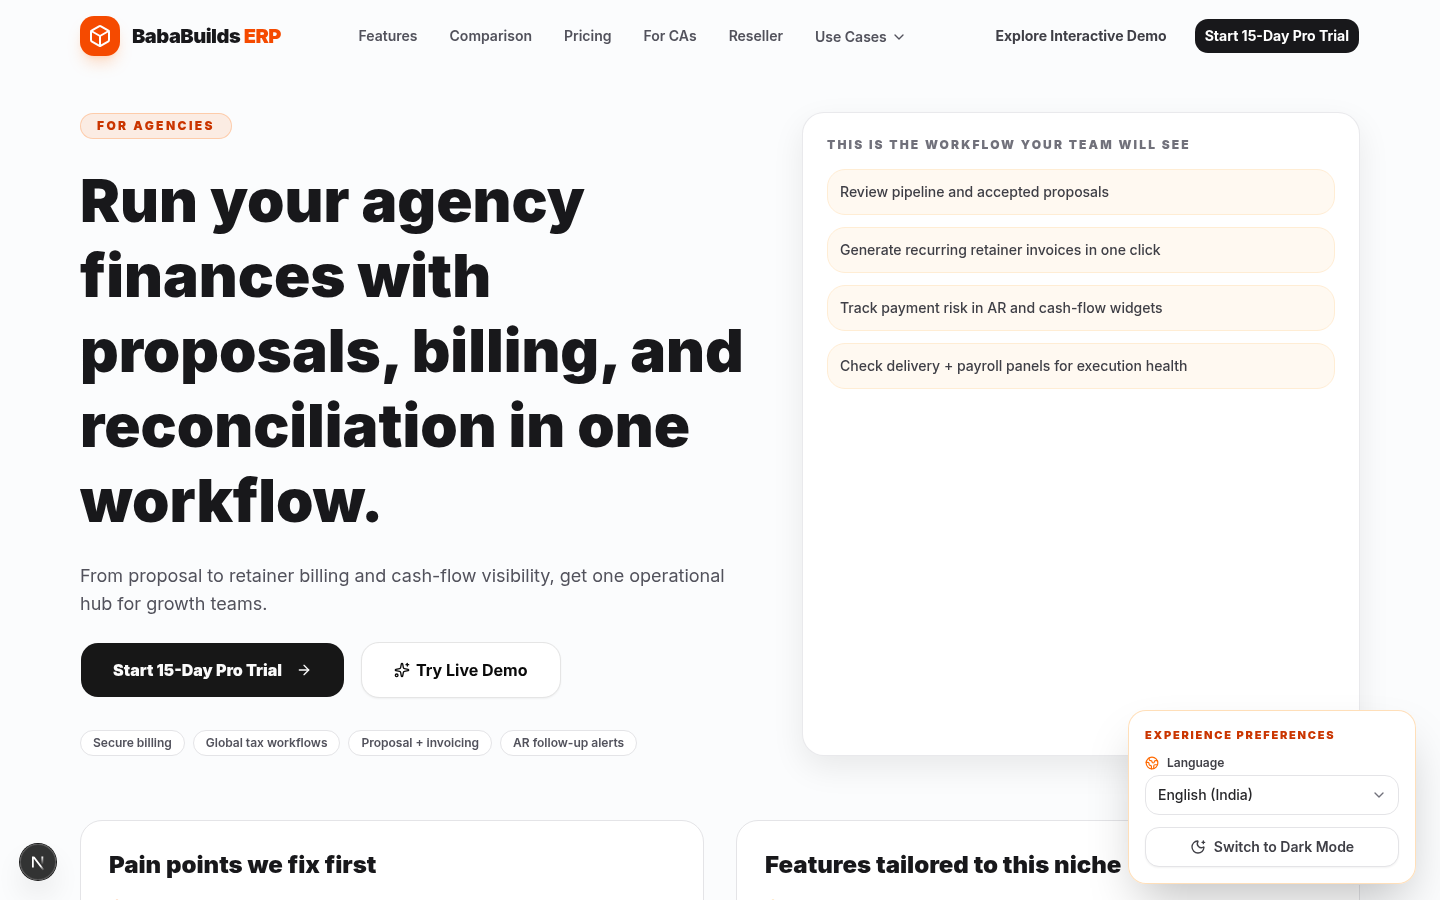 BabaBuilds ERP
Features
Comparison
Pricing
For CAs
Reseller
Use Cases
Explore Interactive Demo
Start 15-Day Pro Trial
FOR AGENCIES
Run your agency
finances with
proposals, billing, and
reconciliation in one
workflow.
From proposal to retainer billing and cash-flow visibility, get one operational
hub for growth teams.
Start 15-Day Pro Trial
Try Live Demo
Secure billing
Global tax workflows
Proposal + invoicing
AR follow-up alerts
THIS IS THE WORKFLOW YOUR TEAM WILL SEE
Review pipeline and accepted proposals
Generate recurring retainer invoices in one click
Track payment risk in AR and cash-flow widgets
Check delivery + payroll panels for execution health
Pain points we fix first
Features tailored to this niche
EXPERIENCE PREFERENCES
Language
English (India)
Switch to Dark Mode
N